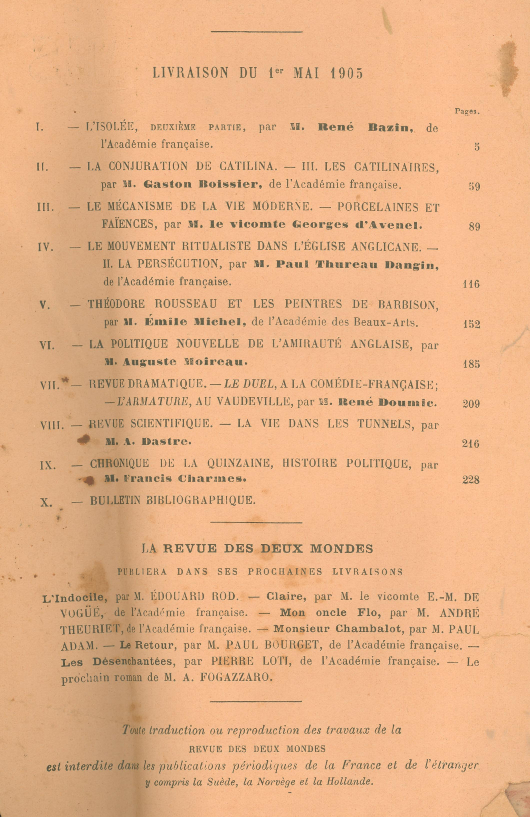 LIVRAISON DU 1er MAI 1905
Pages.
I. — L'ISOLÉE, DEUXIÈME PARTIE, par M. René Bazin, de
l'Académie française. 5
II. — LA CONJURATION DE CATILINA. — III. LES CATILINAIRES,
par M. Gaston Boissier, de l'Académie française. 59
III. — LE MÉCANISME DE LA VIE MODERNE. — PORCELAINES ET
FAÏENCES, par M. le vicomte Georges d'Avenel. 89
IV. — LE MOUVEMENT RITUALISTE DANS L'ÉGLISE ANGLICANE. —
II. LA PERSÉCUTION, par M. Paul Thureau Dangin,
de l'Académie française. 116
V. — THÉODORE ROUSSEAU ET LES PEINTRES DE BARBISON,
par M. Émile Michel, de l'Académie des Beaux-Arts. 152
VI. — LA POLITIQUE NOUVELLE DE L'AMIRAUTÉ ANGLAISE, par
M. Auguste Moireau. 185
VII. — REVUE DRAMATIQUE. — LE DUEL, A LA COMÉDIE-FRANÇAISE;
— L'ARMATURE, AU VAUDEVILLE, par M. René Doumic. 209
VIII. — REVUE SCIENTIFIQUE. — LA VIE DANS LES TUNNELS, par
M. A. Dastre. 216
IX. — CHRONIQUE DE LA QUINZAINE, HISTOIRE POLITIQUE, par
M. Francis Charmes. 228
X. — BULLETIN BIBLIOGRAPHIQUE.
LA REVUE DES DEUX MONDES
PUBLIERA DANS SES PROCHAINES LIVRAISONS
L'Indocile, par M. ÉDOUARD ROD. — Claire, par M. le vicomte E.-M. DE
VOGÜE, de l'Académie française. — Mon oncle Flo, par M. ANDRÉ
THEURIET, de l'Académie française. — Monsieur Chambalot, par M. PAUL
ADAM. — Le Retour, par M. PAUL BOURGET, de l'Académie française. —
Les Désenchantées, par PIERRE LOTI, de l'Académie française. — Le
prochain roman de M. A. FOGAZZARO.
Toute traduction ou reproduction des travaux de la
REVUE DES DEUX MONDES
est interdite dans les publications périodiques de la France et de l'étranger
y compris la Suède, la Norvège et la Hollande.